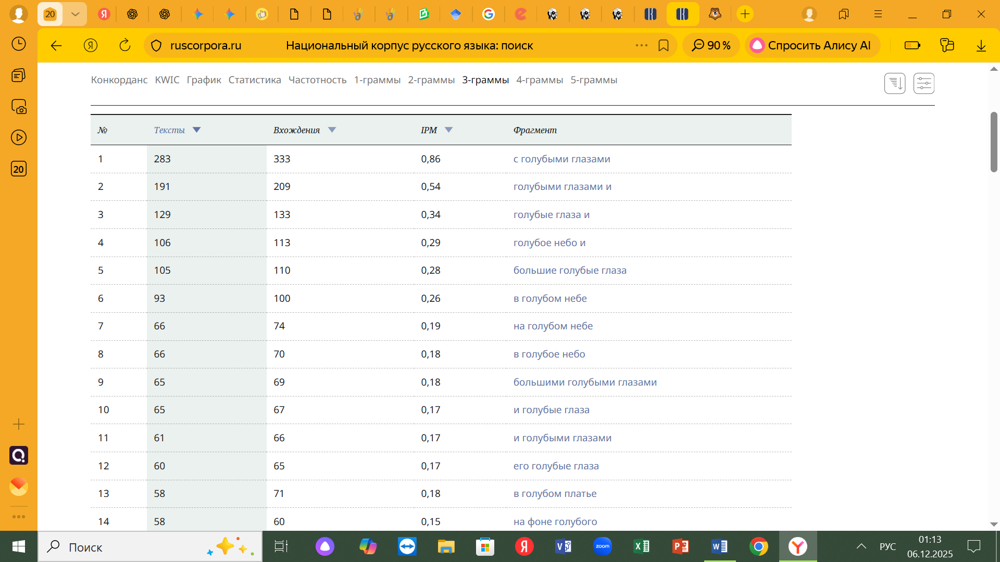 20
ruscorpora.ru Национальный корпус русского языка: поиск 90 % Спросить Алису AI
20
Конкорданс KWIC График Статистика Частотность 1-граммы 2-граммы 3-граммы 4-граммы 5-граммы
№ Тексты Вхождения IPM Фрагмент
1 283 333 0,86 с голубыми глазами
2 191 209 0,54 голубыми глазами и
3 129 133 0,34 голубые глаза и
4 106 113 0,29 голубое небо и
5 105 110 0,28 большие голубые глаза
6 93 100 0,26 в голубом небе
7 66 74 0,19 на голубом небе
8 66 70 0,18 в голубое небо
9 65 69 0,18 большими голубыми глазами
10 65 67 0,17 и голубые глаза
11 61 66 0,17 и голубыми глазами
12 60 65 0,17 его голубые глаза
13 58 71 0,18 в голубом платье
14 58 60 0,15 на фоне голубого
Поиск
zoom
РУС
01:13
06.12.2025